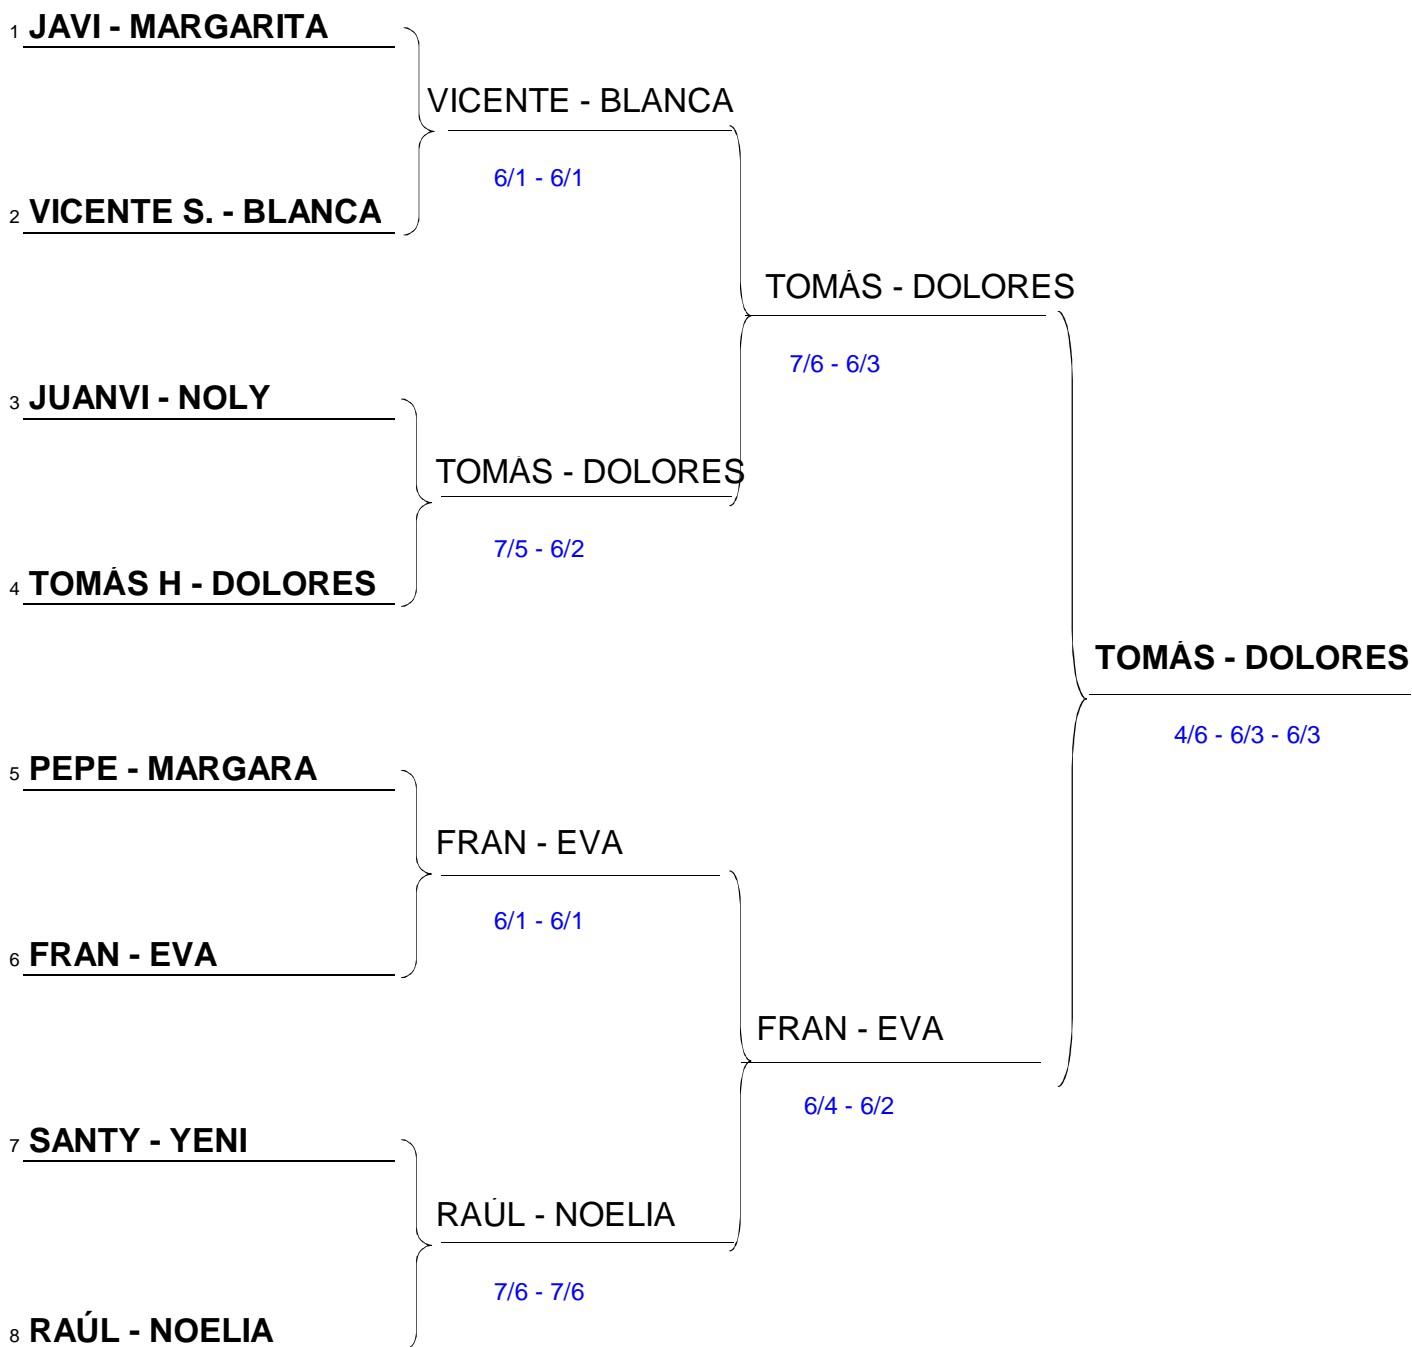 1 JAVI - MARGARITA
VICENTE - BLANCA
6/1 - 6/1
2 VICENTE S. - BLANCA
TOMÁS - DOLORES
7/6 - 6/3
3 JUANVI - NOLY
TOMÁS - DOLORES
7/5 - 6/2
4 TOMÁS H - DOLORES
TOMÁS - DOLORES
4/6 - 6/3 - 6/3
5 PEPE - MARGARA
FRAN - EVA
6/1 - 6/1
6 FRAN - EVA
FRAN - EVA
6/4 - 6/2
7 SANTY - YENI
RAÚL - NOELIA
7/6 - 7/6
8 RAÚL - NOELIA